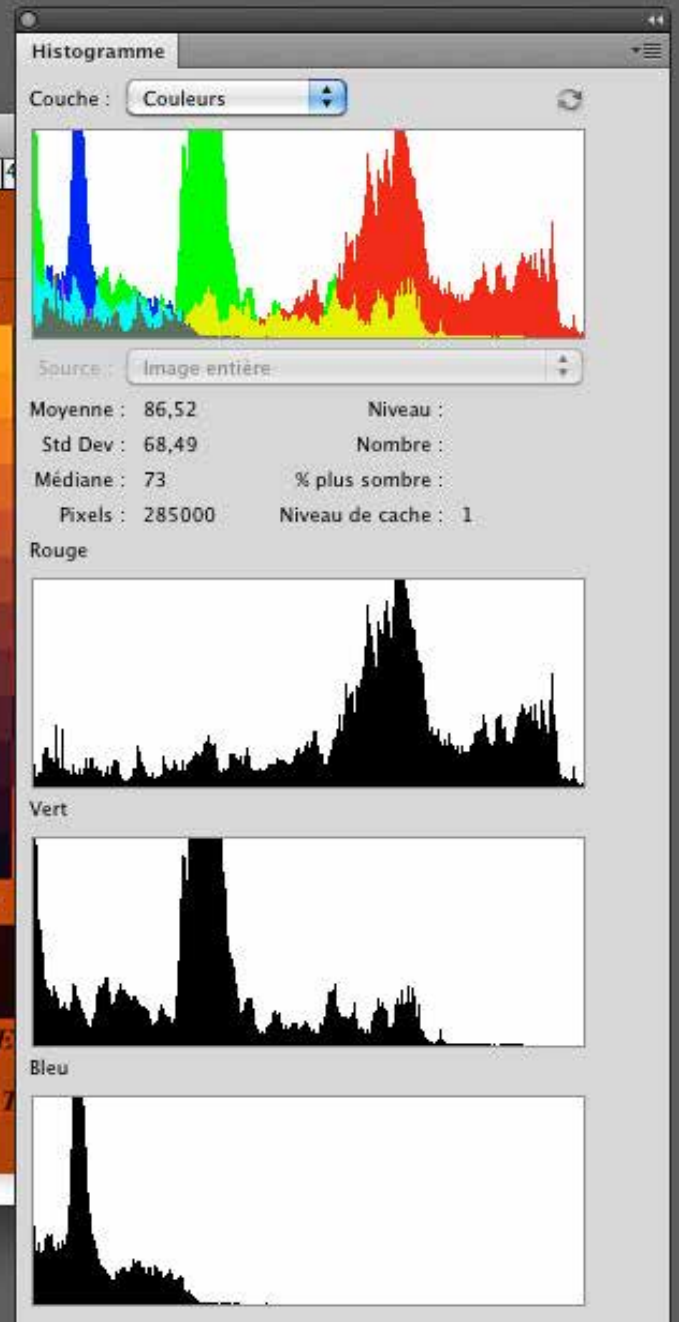 Histogramme
Couche : Couleurs
4
Source : Image entière
Moyenne : 86,52 Niveau :
Std Dev : 68,49 Nombre :
Médiane : 73 % plus sombre :
Pixels : 285000 Niveau de cache : 1
Rouge
Vert
E
Bleu
T